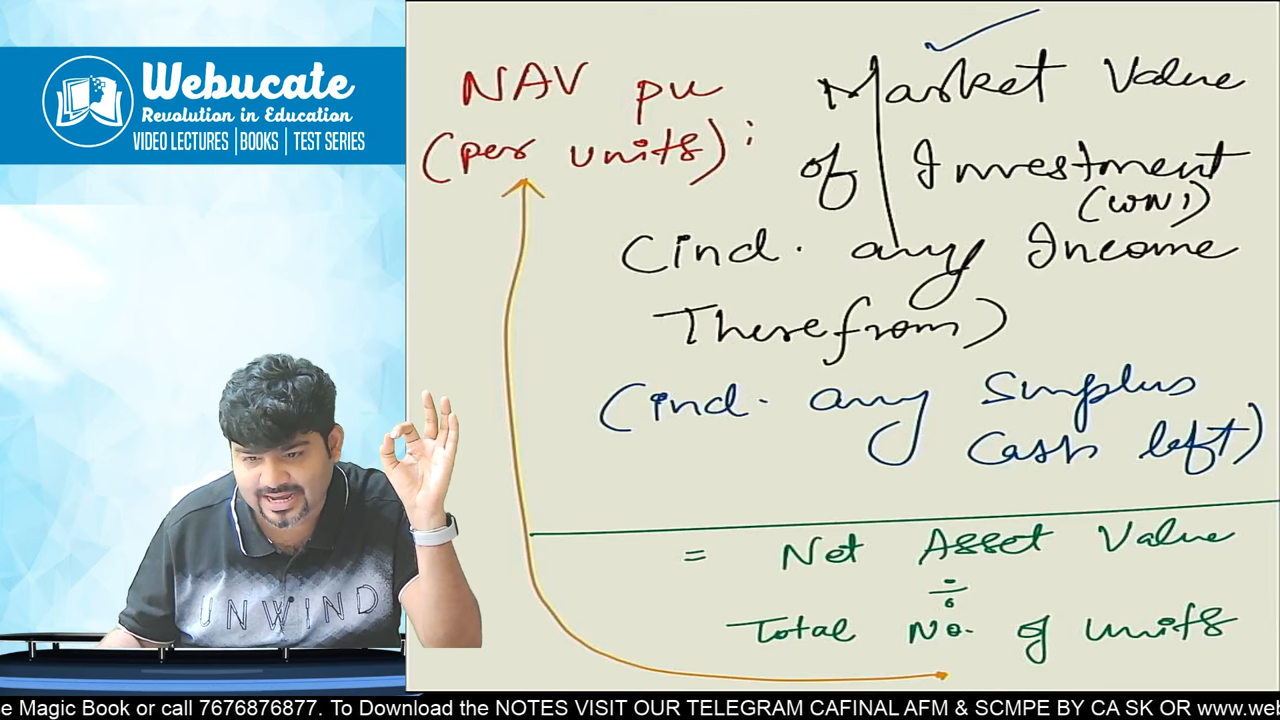 Webucate
Revolution in Education
VIDEO LECTURES | BOOKS | TEST SERIES
NAV pu
(per units) :
Market Value
of Investment
(WN1)
(incl. any Income
Therefrom)
(incl. any Surplus
Cash left)
= Net Asset Value
÷
Total No. of units
UNWIND
e Magic Book or call 7676876877. To Download the NOTES VISIT OUR TELEGRAM CAFINAL AFM & SCMPE BY CA SK OR www.web